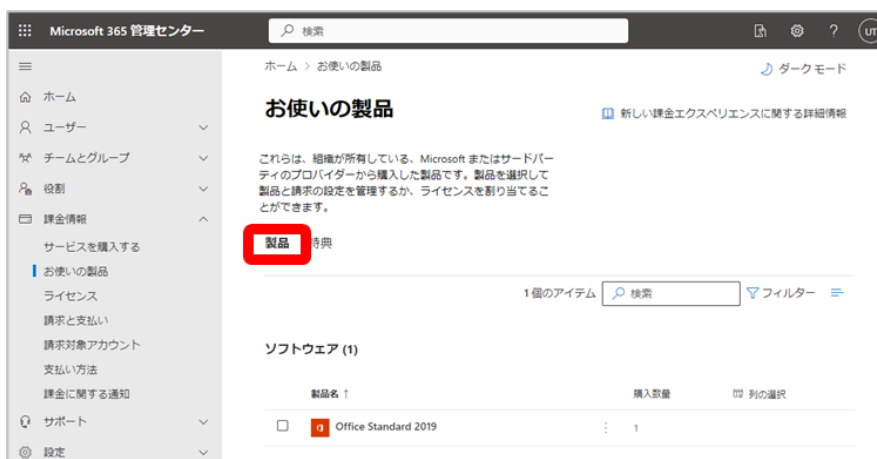 Microsoft 365 管理センター
検索
?
UT
ホーム > お使いの製品
ダーク モード
ホーム
ユーザー
チームとグループ
役割
課金情報
サービスを購入する
お使いの製品
ライセンス
請求と支払い
請求対象アカウント
支払い方法
課金に関する通知
サポート
設定
お使いの製品
新しい課金エクスペリエンスに関する詳細情報
これらは、組織が所有している、Microsoft またはサードパー
ティのプロバイダーから購入した製品です。製品を選択して
製品と請求の設定を管理するか、ライセンスを割り当てるこ
とができます。
製品 特典
1 個のアイテム 検索 フィルター
ソフトウェア (1)
製品名 ↑ 購入数量 列の選択
Office Standard 2019 1